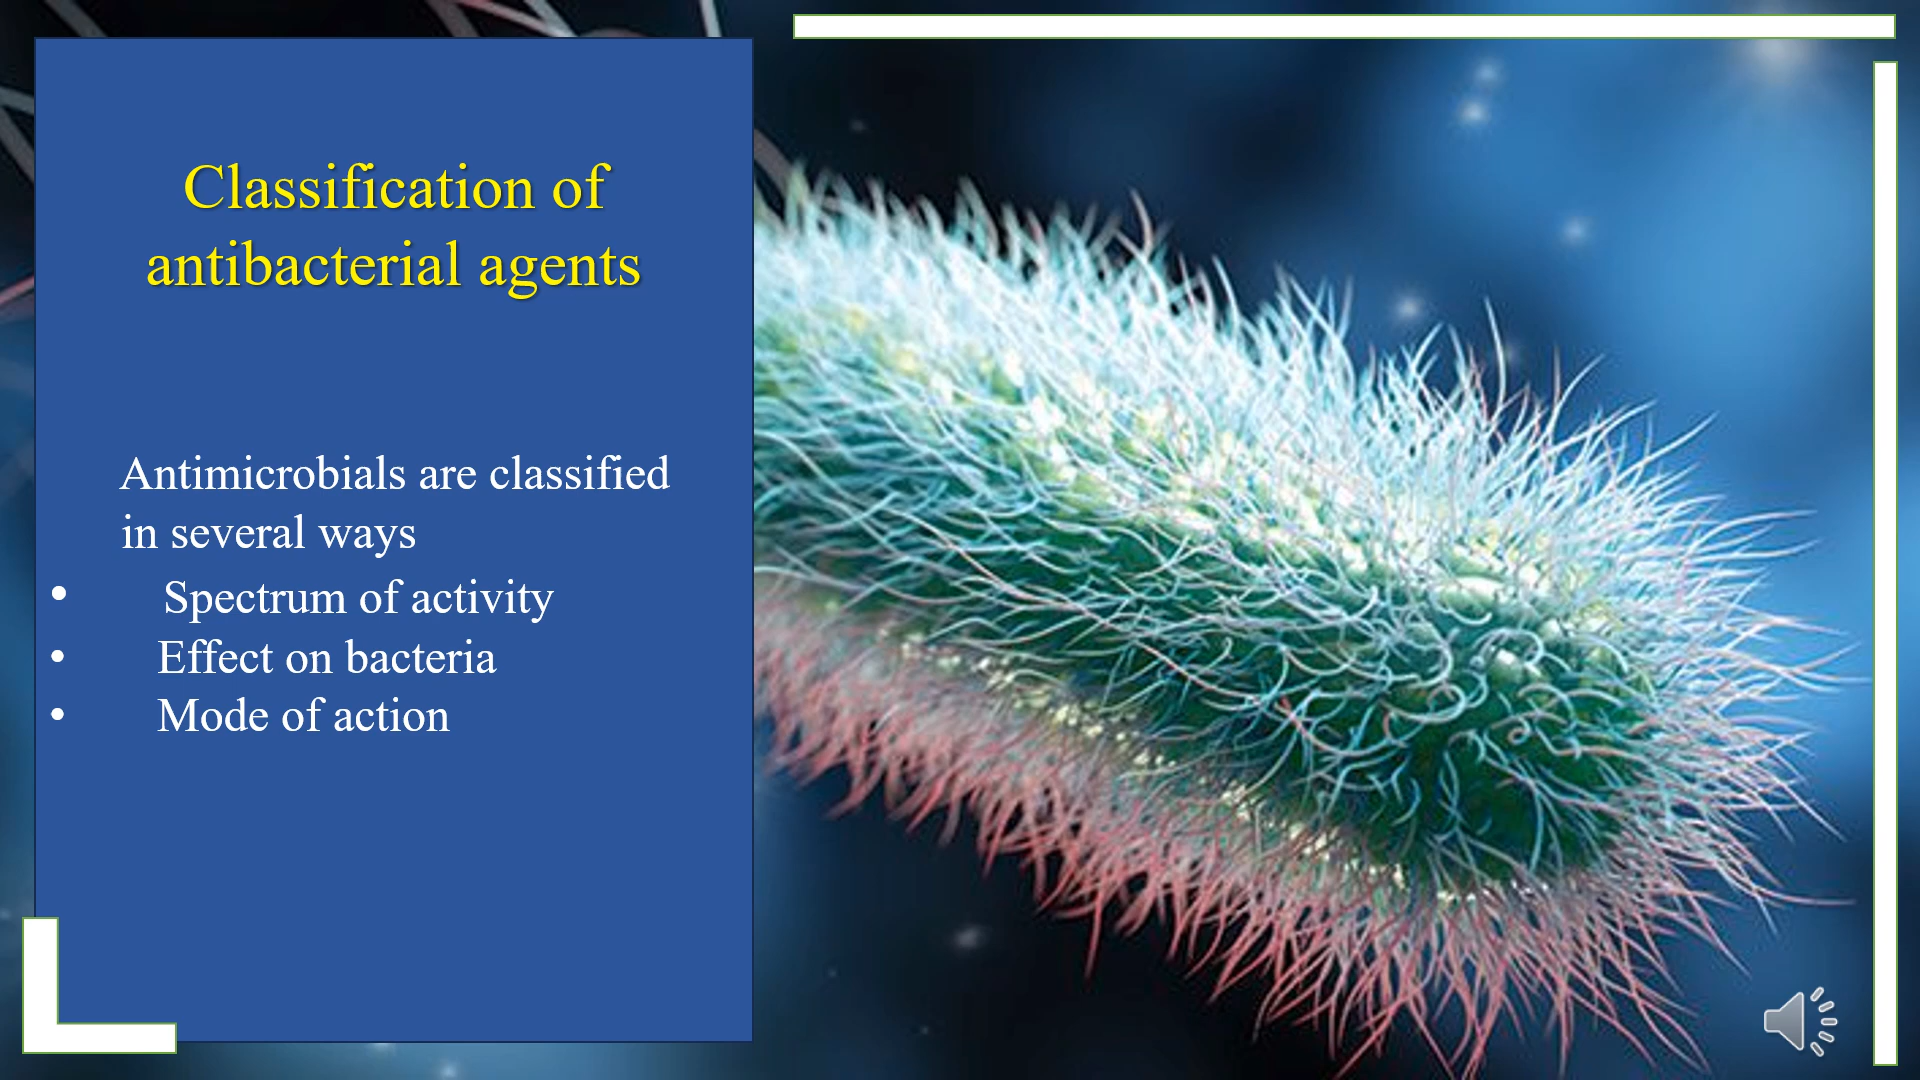 Classification of
antibacterial agents
Antimicrobials are classified
in several ways
• Spectrum of activity
• Effect on bacteria
• Mode of action